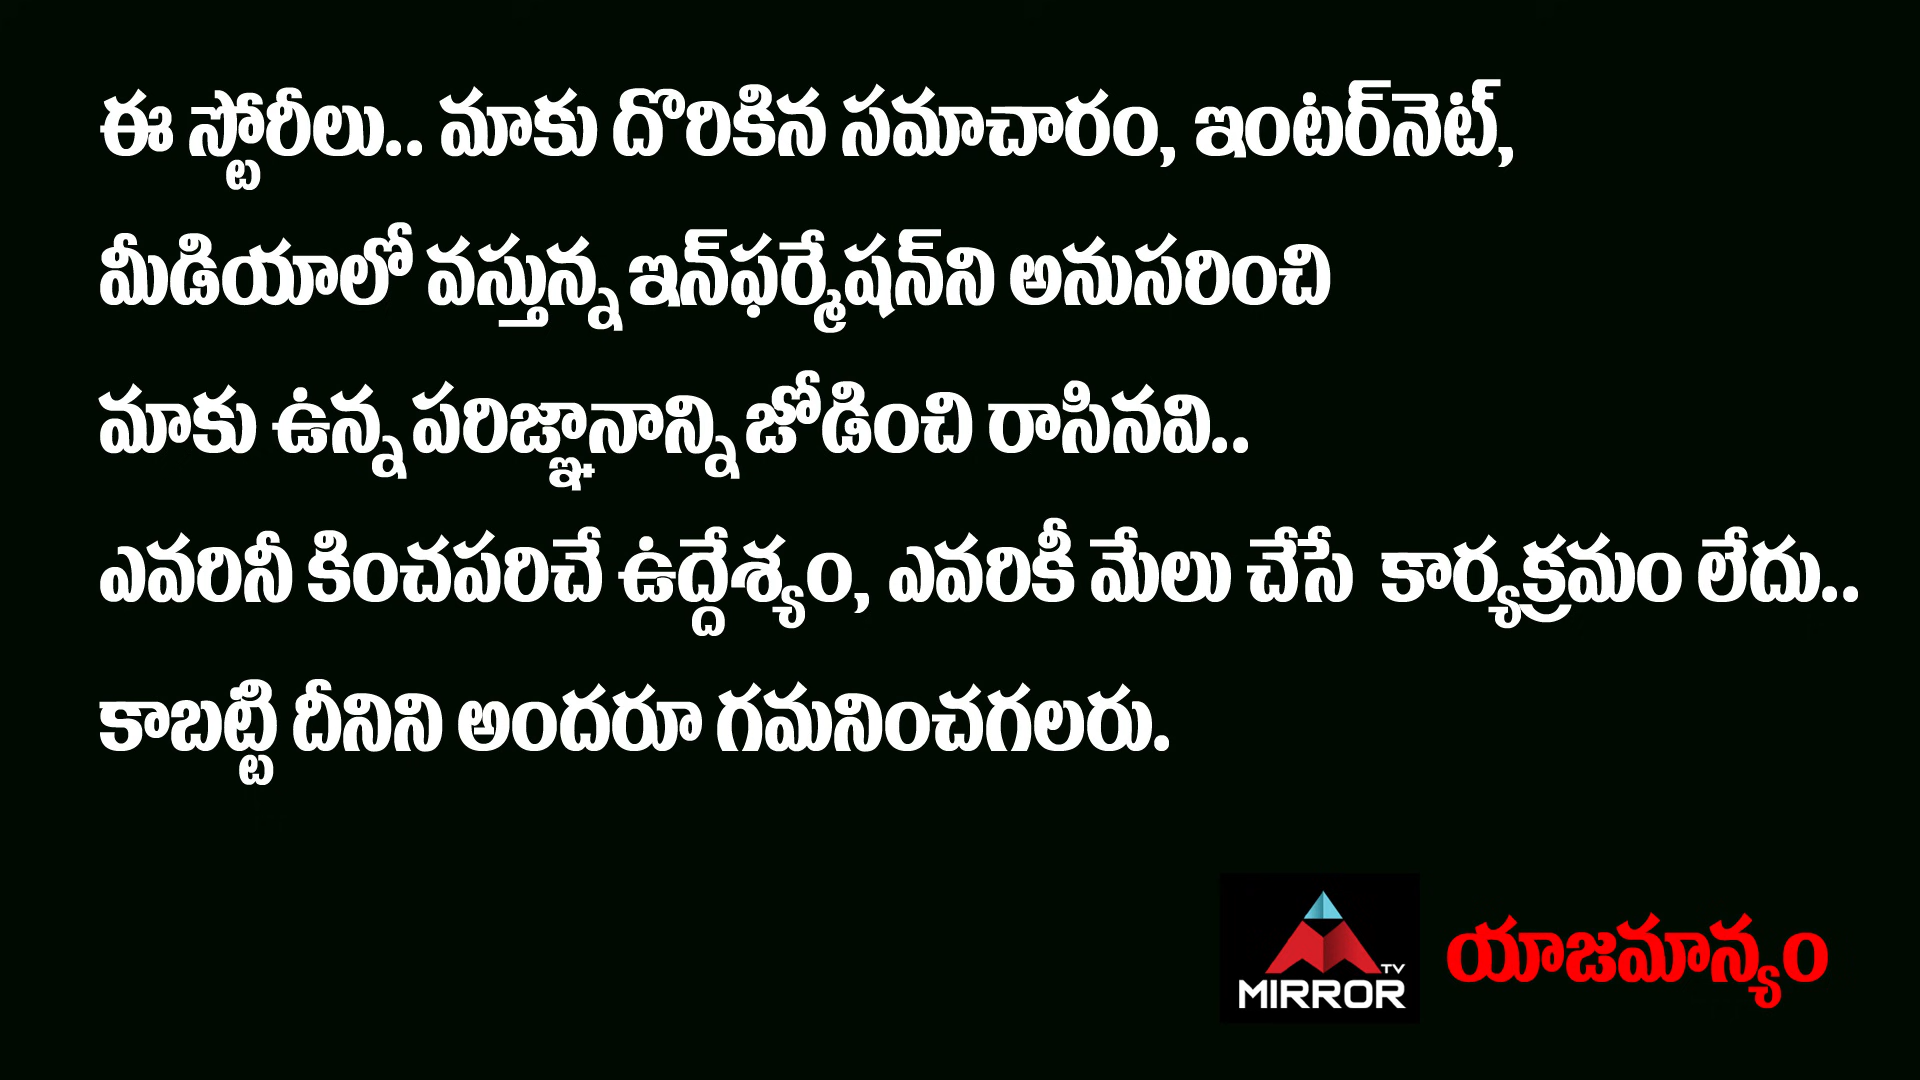 ఈ స్టోరీలు.. మాకు దొరికిన సమాచారం, ఇంటర్‌నెట్,
మీడియాలో వస్తున్న ఇన్‌ఫర్మేషన్‌ని అనుసరించి
మాకు ఉన్న పరిజ్ఞానాన్ని జోడించి రాసినవి..
ఎవరినీ కించపరిచే ఉద్దేశ్యం, ఎవరికీ మేలు చేసే కార్యక్రమం లేదు..
కాబట్టి దీనిని అందరూ గమనించగలరు.
TV
MIRROR
యాజమాన్యం